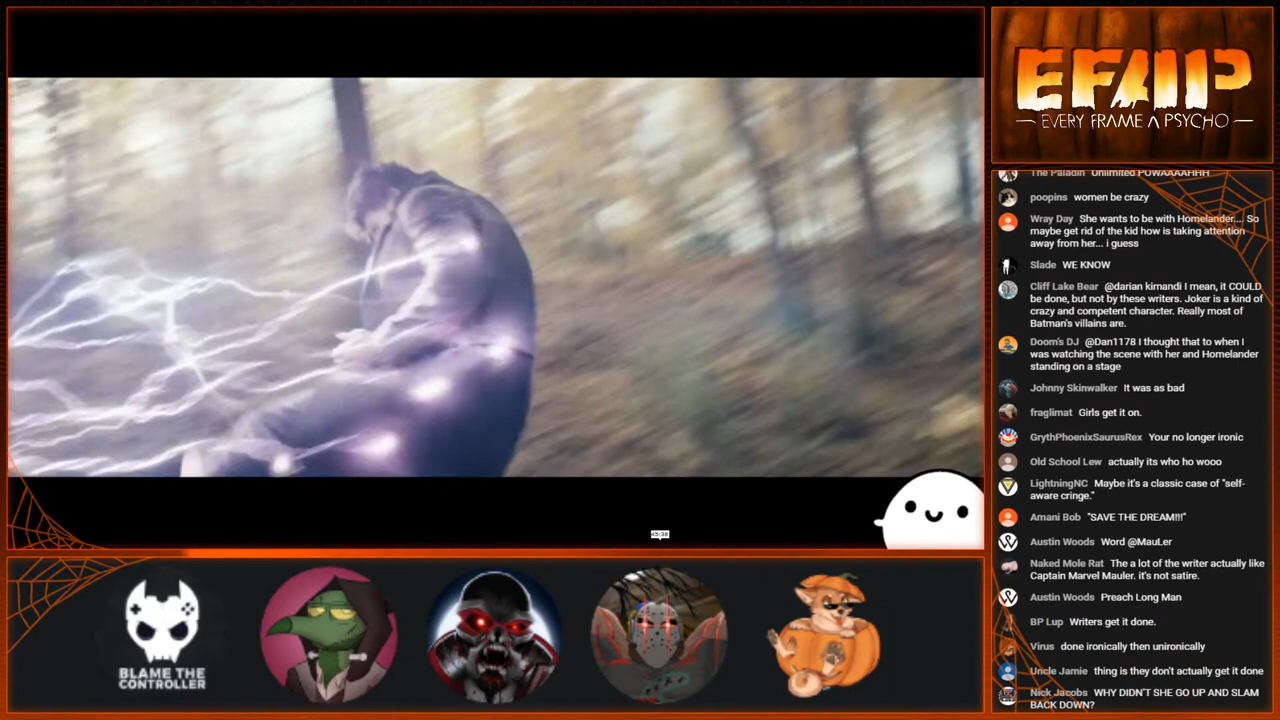 EFAP
EVERY FRAME A PSYCHO
The Paladin Unlimited POWAAAAHHH
poopins women be crazy
Wray Day She wants to be with Homelander.... So
maybe get rid of the kid how is taking attention
away from her... i guess
Slade WE KNOW
Cliff Lake Bear @darian kimandi I mean, it COULD
be done, but not by these writers. Joker is a kind of
crazy and competent character. Really most of
Batman's villains are.
Doom's DJ @Dan1178 I thought that to when I
was watching the scene with her and Homelander
standing on a stage
Johnny Skinwalker It was as bad
fraglimat Girls get it on.
GrythPhoenixSaurusRex Your no longer ironic
Old School Lew actually its who ho wooo
LightningNC Maybe it's a classic case of "self-
aware cringe."
Amani Bob "SAVE THE DREAM!!!"
Austin Woods Word @MauLer
Naked Mole Rat The a lot of the writer actually like
Captain Marvel Mauler. it's not satire.
Austin Woods Preach Long Man
BP Lup Writers get it done.
Virus done ironically then unironically
Uncle Jamie thing is they don't actually get it done
Nick Jacobs WHY DIDN'T SHE GO UP AND SLAM
BACK DOWN?
45:38
BLAME THE
CONTROLLER